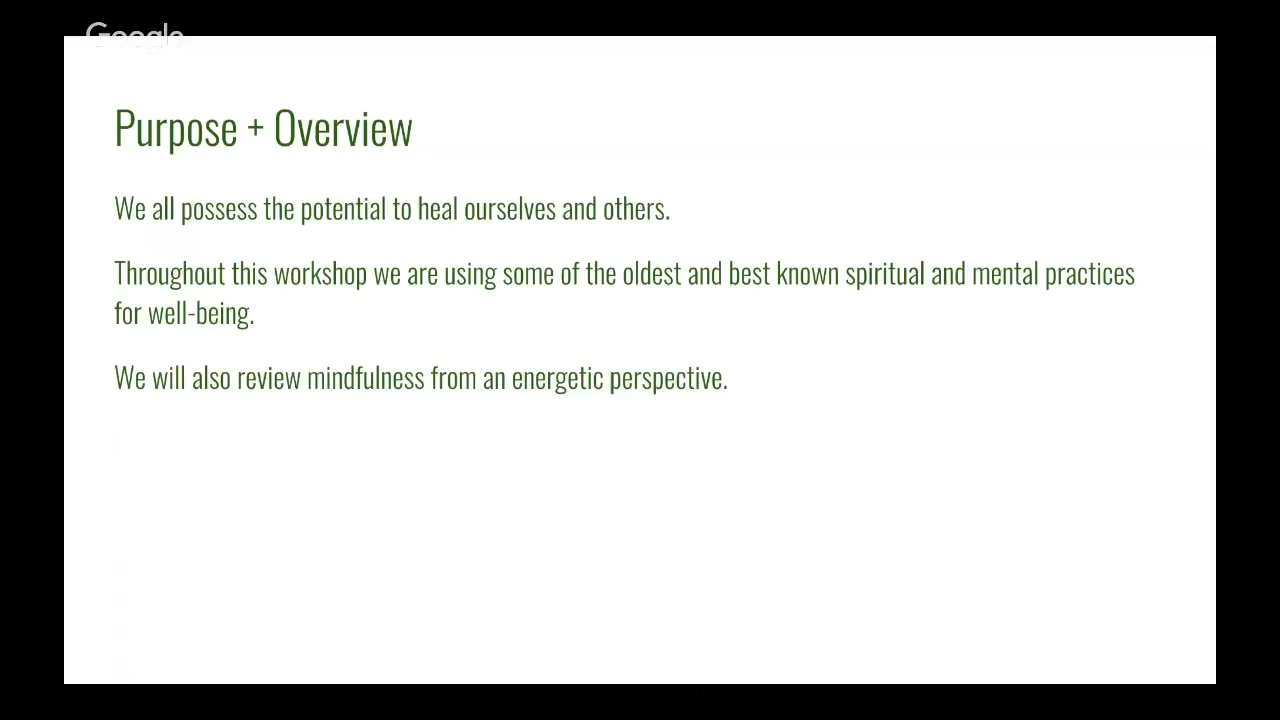 Google
Purpose + Overview
We all possess the potential to heal ourselves and others.
Throughout this workshop we are using some of the oldest and best known spiritual and mental practices
for well-being.
We will also review mindfulness from an energetic perspective.